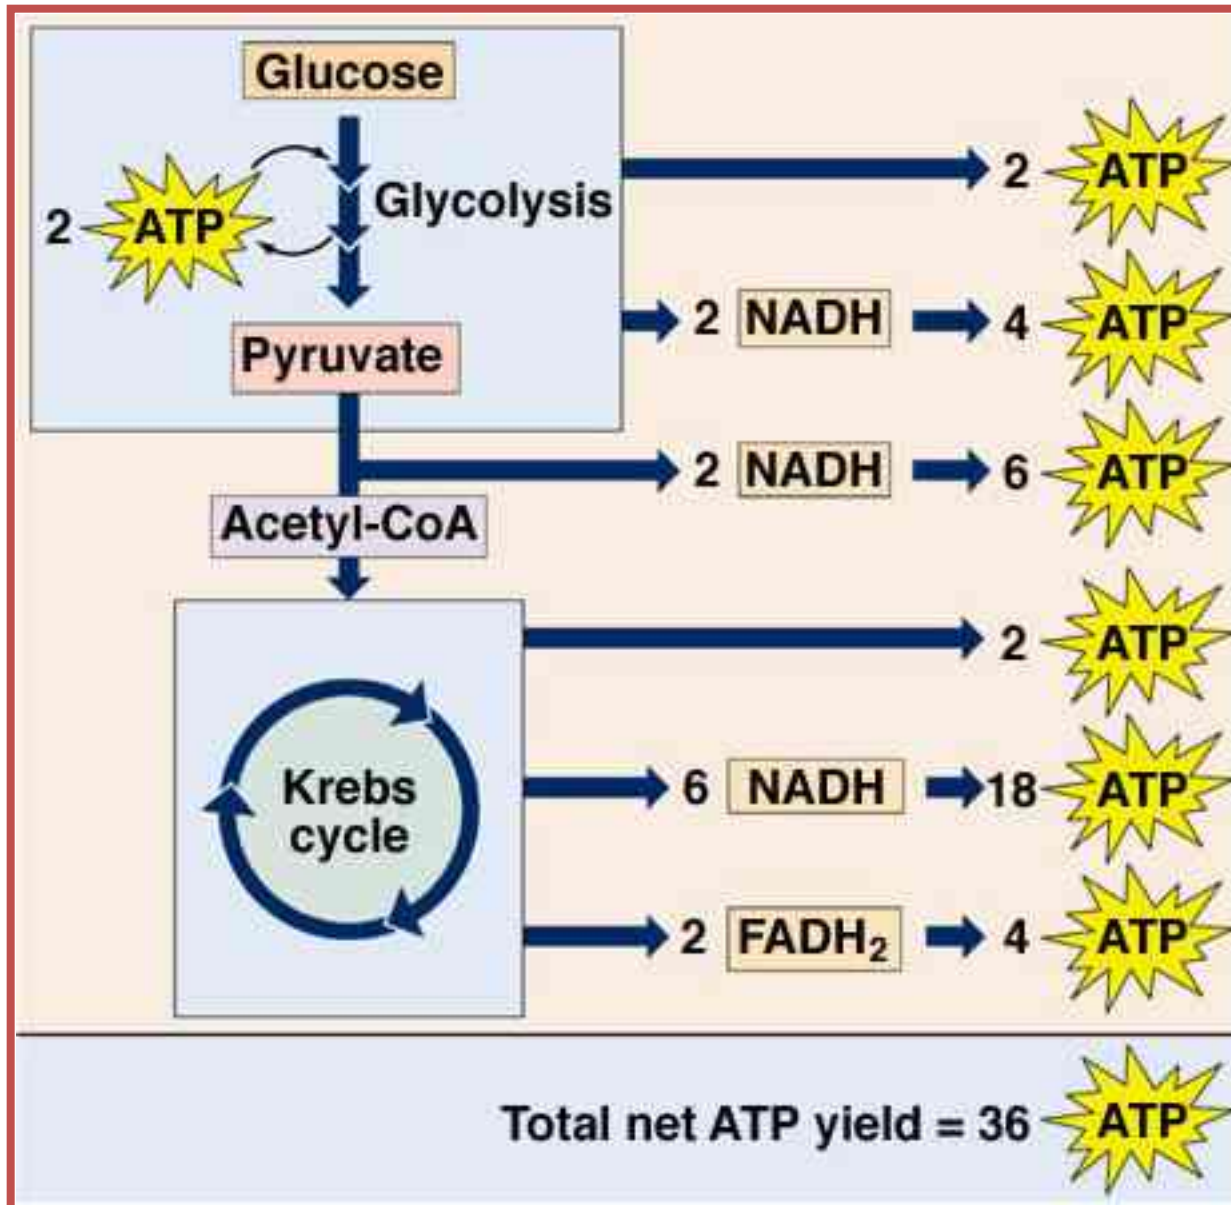 Glucose
2 ATP
Glycolysis
2 ATP
Pyruvate
2 NADH 4 ATP
2 NADH 6 ATP
Acetyl-CoA
2 ATP
Krebs
cycle
6 NADH 18 ATP
2 FADH₂ 4 ATP
Total net ATP yield = 36 ATP